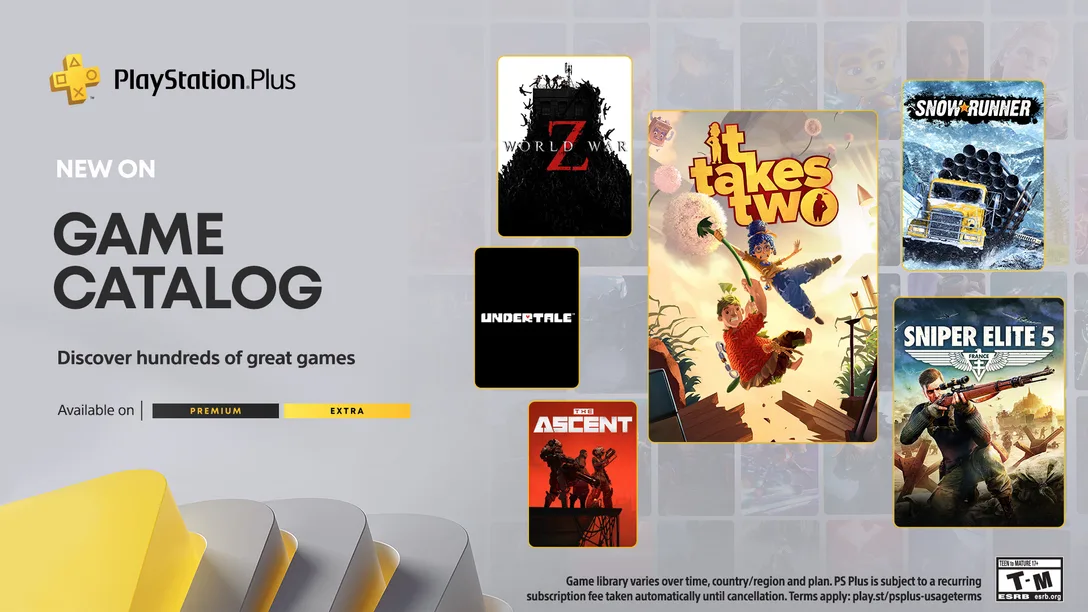 PlayStation.Plus
NEW ON
GAME
CATALOG
Discover hundreds of great games
Available on | PREMIUM EXTRA
WORLD WAR
Z
UNDERTALE
THE
ASCENT
it
takes
two
SNOW RUNNER
SNIPER ELITE 5
FRANCE
Game library varies over time, country/region and plan. PS Plus is subject to a recurring
subscription fee taken automatically until cancellation. Terms apply: play.st/psplus-usageterms
TEEN to MATURE 17+
T-M
ESRB esrb.org